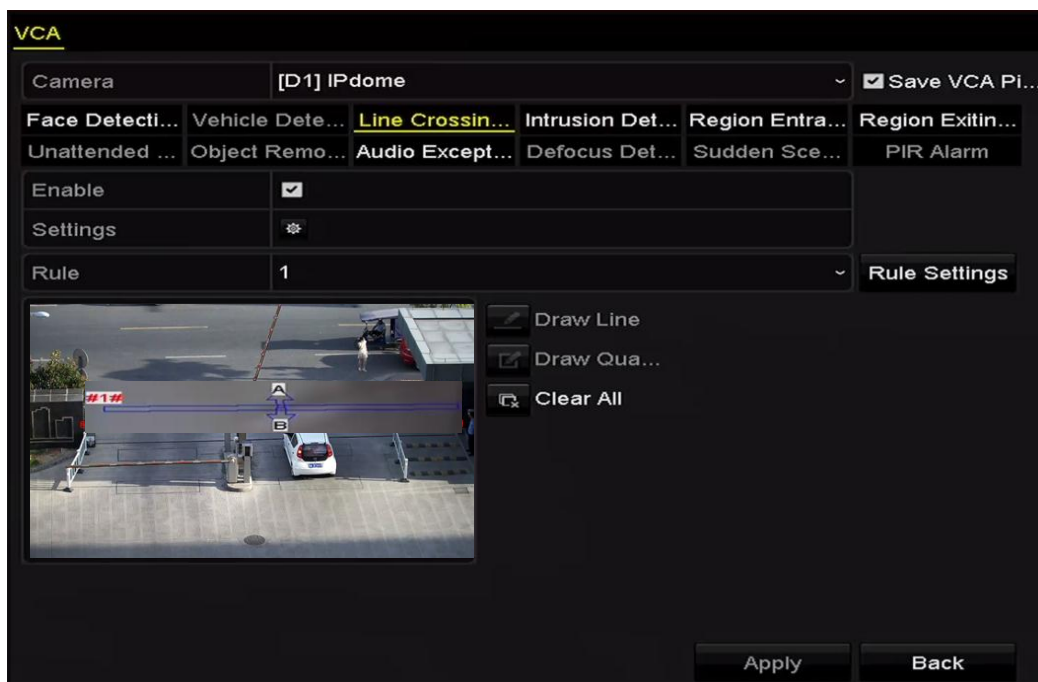 VCA
Camera [D1] IPdome Save VCA Pi...
Face Detecti... Vehicle Dete... Line Crossin... Intrusion Det... Region Entra... Region Exitin...
Unattended ... Object Remo... Audio Except... Defocus Det... Sudden Sce... PIR Alarm
Enable
Settings
Rule 1 Rule Settings
Draw Line
Draw Qua...
Clear All
#1#
A
B
Apply Back